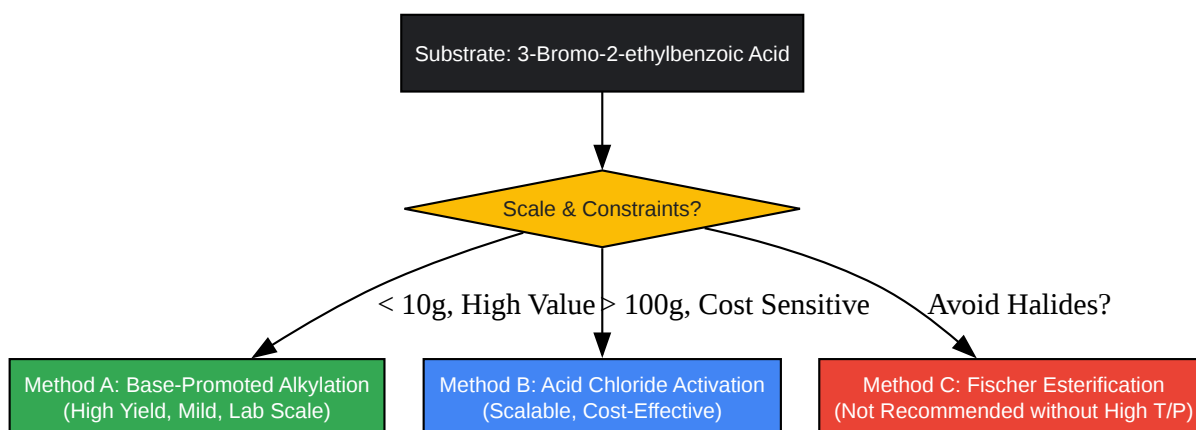 Substrate: 3-Bromo-2-ethylbenzoic Acid
Scale & Constraints?
< 10g, High Value
> 100g, Cost Sensitive
Avoid Halides?
Method A: Base-Promoted Alkylation
(High Yield, Mild, Lab Scale)
Method B: Acid Chloride Activation
(Scalable, Cost-Effective)
Method C: Fischer Esterification
(Not Recommended without High T/P)